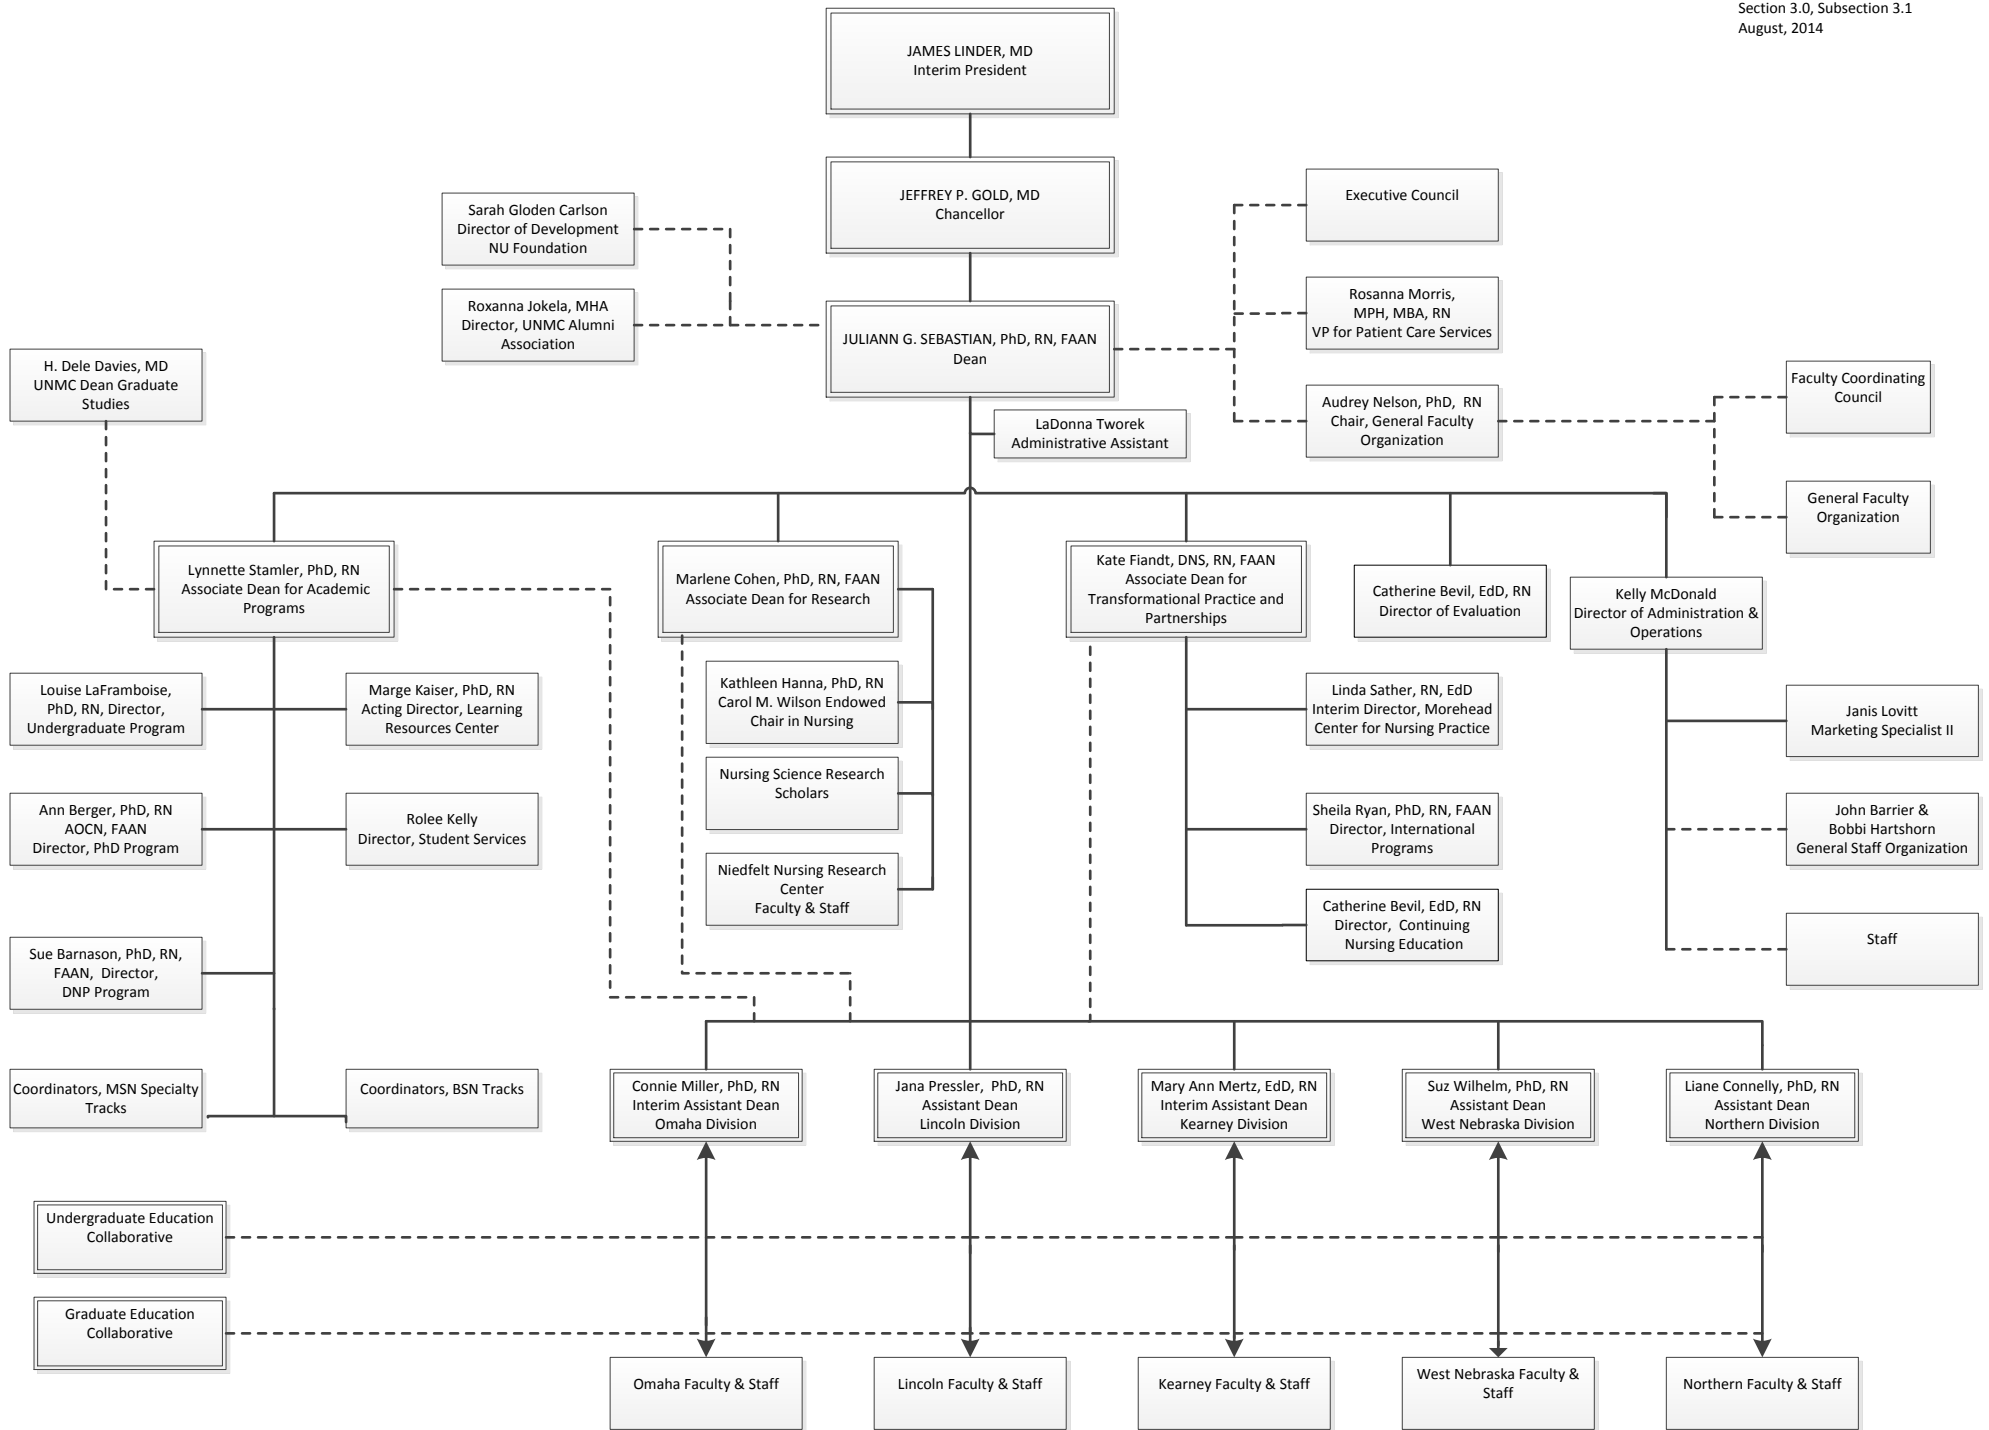 Section 3.0, Subsection 3.1
August, 2014
JAMES LINDER, MD
Interim President
JEFFREY P. GOLD, MD
Chancellor
Sarah Gloden Carlson
Director of Development
NU Foundation
Executive Council
Roxanna Jokela, MHA
Director, UNMC Alumni
Association
Rosanna Morris,
MPH, MBA, RN
VP for Patient Care Services
JULIANN G. SEBASTIAN, PhD, RN, FAAN
Dean
H. Dele Davies, MD
UNMC Dean Graduate
Studies
Audrey Nelson, PhD,  RN
Chair, General Faculty
Organization
Faculty Coordinating
Council
LaDonna Tworek
Administrative Assistant
General Faculty
Organization
Lynnette Stamler, PhD, RN
Associate Dean for Academic
Programs
Marlene Cohen, PhD, RN, FAAN
Associate Dean for Research
Kate Fiandt, DNS, RN, FAAN
Associate Dean for
Transformational Practice and
Partnerships
Catherine Bevil, EdD, RN
Director of Evaluation
Kelly McDonald
Director of Administration &
Operations
Louise LaFramboise,
PhD, RN, Director,
Undergraduate Program
Marge Kaiser, PhD, RN
Acting Director, Learning
Resources Center
Kathleen Hanna, PhD, RN
Carol M. Wilson Endowed
Chair in Nursing
Linda Sather, RN, EdD
Interim Director, Morehead
Center for Nursing Practice
Janis Lovitt
Marketing Specialist II
Nursing Science Research
Scholars
Ann Berger, PhD, RN
AOCN, FAAN
Director, PhD Program
Rolee Kelly
Director, Student Services
Sheila Ryan, PhD, RN, FAAN
Director, International
Programs
John Barrier &
Bobbi Hartshorn
General Staff Organization
Niedfelt Nursing Research
Center
Faculty & Staff
Catherine Bevil, EdD, RN
Director,  Continuing
Nursing Education
Staff
Sue Barnason, PhD, RN,
FAAN,  Director,
DNP Program
Coordinators, MSN Specialty
Tracks
Coordinators, BSN Tracks
Connie Miller, PhD, RN
Interim Assistant Dean
Omaha Division
Jana Pressler,  PhD, RN
Assistant Dean
Lincoln Division
Mary Ann Mertz, EdD, RN
Interim Assistant Dean
Kearney Division
Suz Wilhelm, PhD, RN
Assistant Dean
West Nebraska Division
Liane Connelly, PhD, RN
Assistant Dean
Northern Division
Undergraduate Education
Collaborative
Graduate Education
Collaborative
Omaha Faculty & Staff
Lincoln Faculty & Staff
Kearney Faculty & Staff
West Nebraska Faculty &
Staff
Northern Faculty & Staff